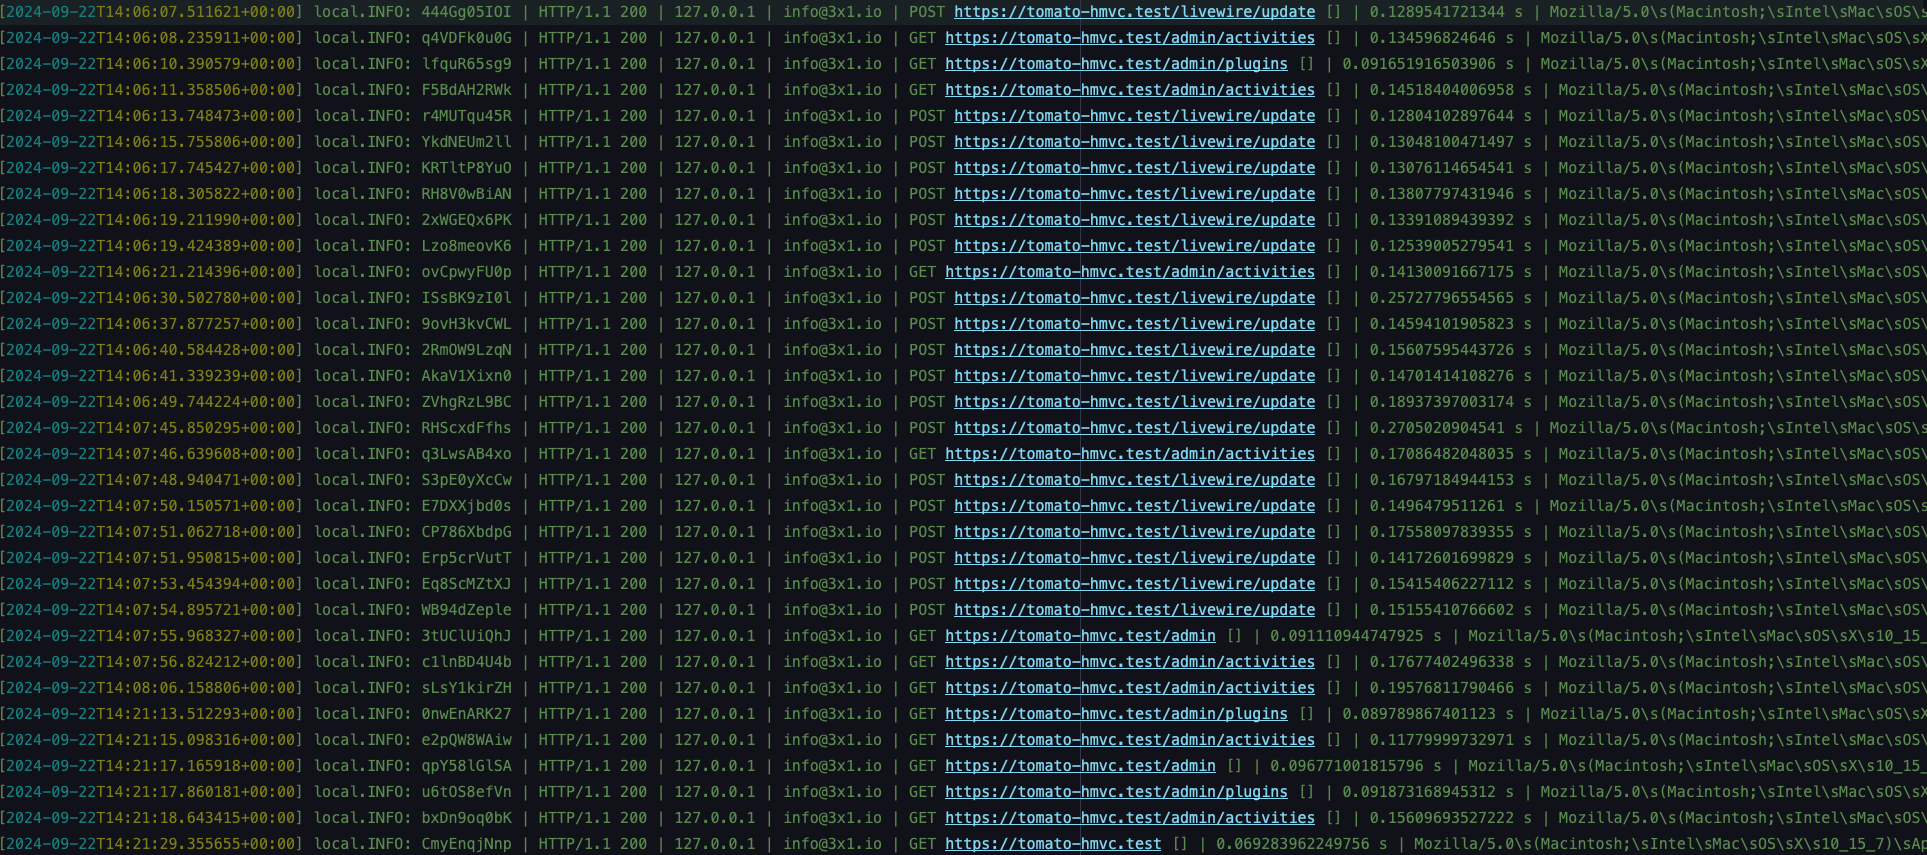 [2024-09-22T14:06:07.511621+00:00] local.INFO: 444Gg05IOI | HTTP/1.1 200 | 127.0.0.1 | info@3x1.io | POST https://tomato-hmvc.test/livewire/update [] | 0.1289541721344 s | Mozilla/5.0\s(Macintosh;\sIntel\sMac\sOS\s
[2024-09-22T14:06:08.235911+00:00] local.INFO: q4VDFk0u0G | HTTP/1.1 200 | 127.0.0.1 | info@3x1.io | GET https://tomato-hmvc.test/admin/activities [] | 0.134596824646 s | Mozilla/5.0\s(Macintosh;\sIntel\sMac\sOS\sX
[2024-09-22T14:06:10.390579+00:00] local.INFO: lfquR65sg9 | HTTP/1.1 200 | 127.0.0.1 | info@3x1.io | GET https://tomato-hmvc.test/admin/plugins [] | 0.091651916503906 s | Mozilla/5.0\s(Macintosh;\sIntel\sMac\sOS\sX
[2024-09-22T14:06:11.358506+00:00] local.INFO: F5BdAH2RWk | HTTP/1.1 200 | 127.0.0.1 | info@3x1.io | GET https://tomato-hmvc.test/admin/activities [] | 0.14518404006958 s | Mozilla/5.0\s(Macintosh;\sIntel\sMac\sOS
[2024-09-22T14:06:13.748473+00:00] local.INFO: r4MUTqu45R | HTTP/1.1 200 | 127.0.0.1 | info@3x1.io | POST https://tomato-hmvc.test/livewire/update [] | 0.12804102897644 s | Mozilla/5.0\s(Macintosh;\sIntel\sMac\sOS
[2024-09-22T14:06:15.755806+00:00] local.INFO: YkdNEUm2ll | HTTP/1.1 200 | 127.0.0.1 | info@3x1.io | POST https://tomato-hmvc.test/livewire/update [] | 0.13048100471497 s | Mozilla/5.0\s(Macintosh;\sIntel\sMac\sOS
[2024-09-22T14:06:17.745427+00:00] local.INFO: KRTltP8YuO | HTTP/1.1 200 | 127.0.0.1 | info@3x1.io | POST https://tomato-hmvc.test/livewire/update [] | 0.13076114654541 s | Mozilla/5.0\s(Macintosh;\sIntel\sMac\sOS
[2024-09-22T14:06:18.305822+00:00] local.INFO: RH8V0wBiAN | HTTP/1.1 200 | 127.0.0.1 | info@3x1.io | POST https://tomato-hmvc.test/livewire/update [] | 0.13807797431946 s | Mozilla/5.0\s(Macintosh;\sIntel\sMac\sOS
[2024-09-22T14:06:19.211990+00:00] local.INFO: 2xWGEQx6PK | HTTP/1.1 200 | 127.0.0.1 | info@3x1.io | POST https://tomato-hmvc.test/livewire/update [] | 0.13391089439392 s | Mozilla/5.0\s(Macintosh;\sIntel\sMac\sOS
[2024-09-22T14:06:19.424389+00:00] local.INFO: Lzo8meovK6 | HTTP/1.1 200 | 127.0.0.1 | info@3x1.io | POST https://tomato-hmvc.test/livewire/update [] | 0.12539005279541 s | Mozilla/5.0\s(Macintosh;\sIntel\sMac\sOS
[2024-09-22T14:06:21.214396+00:00] local.INFO: ovCpwyFU0p | HTTP/1.1 200 | 127.0.0.1 | info@3x1.io | GET https://tomato-hmvc.test/admin/activities [] | 0.14130091667175 s | Mozilla/5.0\s(Macintosh;\sIntel\sMac\sOS
[2024-09-22T14:06:30.502780+00:00] local.INFO: ISsBK9zI0l | HTTP/1.1 200 | 127.0.0.1 | info@3x1.io | POST https://tomato-hmvc.test/livewire/update [] | 0.25727796554565 s | Mozilla/5.0\s(Macintosh;\sIntel\sMac\sOS
[2024-09-22T14:06:37.877257+00:00] local.INFO: 9ovH3kvCWL | HTTP/1.1 200 | 127.0.0.1 | info@3x1.io | POST https://tomato-hmvc.test/livewire/update [] | 0.14594101905823 s | Mozilla/5.0\s(Macintosh;\sIntel\sMac\sOS
[2024-09-22T14:06:40.584428+00:00] local.INFO: 2RmOW9LzqN | HTTP/1.1 200 | 127.0.0.1 | info@3x1.io | POST https://tomato-hmvc.test/livewire/update [] | 0.15607595443726 s | Mozilla/5.0\s(Macintosh;\sIntel\sMac\sOS
[2024-09-22T14:06:41.339239+00:00] local.INFO: AkaV1Xixn0 | HTTP/1.1 200 | 127.0.0.1 | info@3x1.io | POST https://tomato-hmvc.test/livewire/update [] | 0.14701414108276 s | Mozilla/5.0\s(Macintosh;\sIntel\sMac\sOS
[2024-09-22T14:06:49.744224+00:00] local.INFO: ZVhgRzL9BC | HTTP/1.1 200 | 127.0.0.1 | info@3x1.io | POST https://tomato-hmvc.test/livewire/update [] | 0.18937397003174 s | Mozilla/5.0\s(Macintosh;\sIntel\sMac\sOS
[2024-09-22T14:07:45.850295+00:00] local.INFO: RHScxdFfhs | HTTP/1.1 200 | 127.0.0.1 | info@3x1.io | POST https://tomato-hmvc.test/livewire/update [] | 0.2705020904541 s | Mozilla/5.0\s(Macintosh;\sIntel\sMac\sOS\s
[2024-09-22T14:07:46.639608+00:00] local.INFO: q3LwsAB4xo | HTTP/1.1 200 | 127.0.0.1 | info@3x1.io | GET https://tomato-hmvc.test/admin/activities [] | 0.17086482048035 s | Mozilla/5.0\s(Macintosh;\sIntel\sMac\sOS
[2024-09-22T14:07:48.940471+00:00] local.INFO: S3pE0yXcCw | HTTP/1.1 200 | 127.0.0.1 | info@3x1.io | POST https://tomato-hmvc.test/livewire/update [] | 0.16797184944153 s | Mozilla/5.0\s(Macintosh;\sIntel\sMac\sOS
[2024-09-22T14:07:50.150571+00:00] local.INFO: E7DXXjbd0s | HTTP/1.1 200 | 127.0.0.1 | info@3x1.io | POST https://tomato-hmvc.test/livewire/update [] | 0.1496479511261 s | Mozilla/5.0\s(Macintosh;\sIntel\sMac\sOS\s
[2024-09-22T14:07:51.062718+00:00] local.INFO: CP786XbdpG | HTTP/1.1 200 | 127.0.0.1 | info@3x1.io | POST https://tomato-hmvc.test/livewire/update [] | 0.17558097839355 s | Mozilla/5.0\s(Macintosh;\sIntel\sMac\sOS
[2024-09-22T14:07:51.950815+00:00] local.INFO: Erp5crVutT | HTTP/1.1 200 | 127.0.0.1 | info@3x1.io | POST https://tomato-hmvc.test/livewire/update [] | 0.14172601699829 s | Mozilla/5.0\s(Macintosh;\sIntel\sMac\sOS
[2024-09-22T14:07:53.454394+00:00] local.INFO: Eq8ScMZtXJ | HTTP/1.1 200 | 127.0.0.1 | info@3x1.io | POST https://tomato-hmvc.test/livewire/update [] | 0.15415406227112 s | Mozilla/5.0\s(Macintosh;\sIntel\sMac\sOS
[2024-09-22T14:07:54.895721+00:00] local.INFO: WB94dZeple | HTTP/1.1 200 | 127.0.0.1 | info@3x1.io | POST https://tomato-hmvc.test/livewire/update [] | 0.15155410766602 s | Mozilla/5.0\s(Macintosh;\sIntel\sMac\sOS
[2024-09-22T14:07:55.968327+00:00] local.INFO: 3tUClUiQhJ | HTTP/1.1 200 | 127.0.0.1 | info@3x1.io | GET https://tomato-hmvc.test/admin [] | 0.091110944747925 s | Mozilla/5.0\s(Macintosh;\sIntel\sMac\sOS\sX\s10_15_
[2024-09-22T14:07:56.824212+00:00] local.INFO: c1lnBD4U4b | HTTP/1.1 200 | 127.0.0.1 | info@3x1.io | GET https://tomato-hmvc.test/admin/activities [] | 0.17677402496338 s | Mozilla/5.0\s(Macintosh;\sIntel\sMac\sOS
[2024-09-22T14:08:06.158806+00:00] local.INFO: sLsY1kirZH | HTTP/1.1 200 | 127.0.0.1 | info@3x1.io | GET https://tomato-hmvc.test/admin/activities [] | 0.19576811790466 s | Mozilla/5.0\s(Macintosh;\sIntel\sMac\sOS
[2024-09-22T14:21:13.512293+00:00] local.INFO: 0nwEnARK27 | HTTP/1.1 200 | 127.0.0.1 | info@3x1.io | GET https://tomato-hmvc.test/admin/plugins [] | 0.089789867401123 s | Mozilla/5.0\s(Macintosh;\sIntel\sMac\sOS\sX
[2024-09-22T14:21:15.098316+00:00] local.INFO: e2pQW8WAiw | HTTP/1.1 200 | 127.0.0.1 | info@3x1.io | GET https://tomato-hmvc.test/admin/activities [] | 0.11779999732971 s | Mozilla/5.0\s(Macintosh;\sIntel\sMac\sOS
[2024-09-22T14:21:17.165918+00:00] local.INFO: qpY58lGlSA | HTTP/1.1 200 | 127.0.0.1 | info@3x1.io | GET https://tomato-hmvc.test/admin [] | 0.096771001815796 s | Mozilla/5.0\s(Macintosh;\sIntel\sMac\sOS\sX\s10_15_
[2024-09-22T14:21:17.860181+00:00] local.INFO: u6tOS8efVn | HTTP/1.1 200 | 127.0.0.1 | info@3x1.io | GET https://tomato-hmvc.test/admin/plugins [] | 0.091873168945312 s | Mozilla/5.0\s(Macintosh;\sIntel\sMac\sOS\sX
[2024-09-22T14:21:18.643415+00:00] local.INFO: bxDn9oq0bK | HTTP/1.1 200 | 127.0.0.1 | info@3x1.io | GET https://tomato-hmvc.test/admin/activities [] | 0.15609693527222 s | Mozilla/5.0\s(Macintosh;\sIntel\sMac\sOS
[2024-09-22T14:21:29.355655+00:00] local.INFO: CmyEnqjNnp | HTTP/1.1 200 | 127.0.0.1 | info@3x1.io | GET https://tomato-hmvc.test [] | 0.069283962249756 s | Mozilla/5.0\s(Macintosh;\sIntel\sMac\sOS\sX\s10_15_7)\sAp